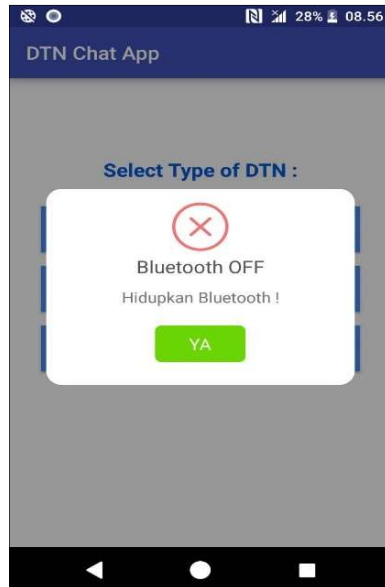 28% 08.56
DTN Chat App
Select Type of DTN :
Bluetooth OFF
Hidupkan Bluetooth !
YA